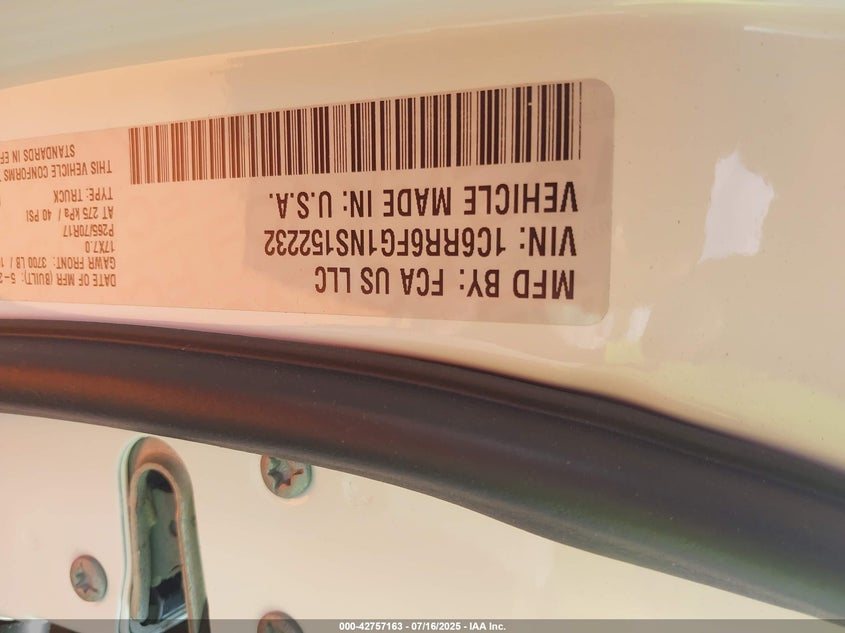 MFD BY: FCA US LLC
VIN: 1C6RR6FG1NS152232
VEHICLE MADE IN: U.S.A.
DATE OF MFR (BUILT): 5-2
GAWR FRONT: 3700 LB
17X7.0
P265/70R17
AT 275 kPa / 40 PSI
TYPE: TRUCK
THIS VEHICLE CONFORMS
STANDARDS IN EF
000-42757163 - 07/16/2025 - IAA Inc.